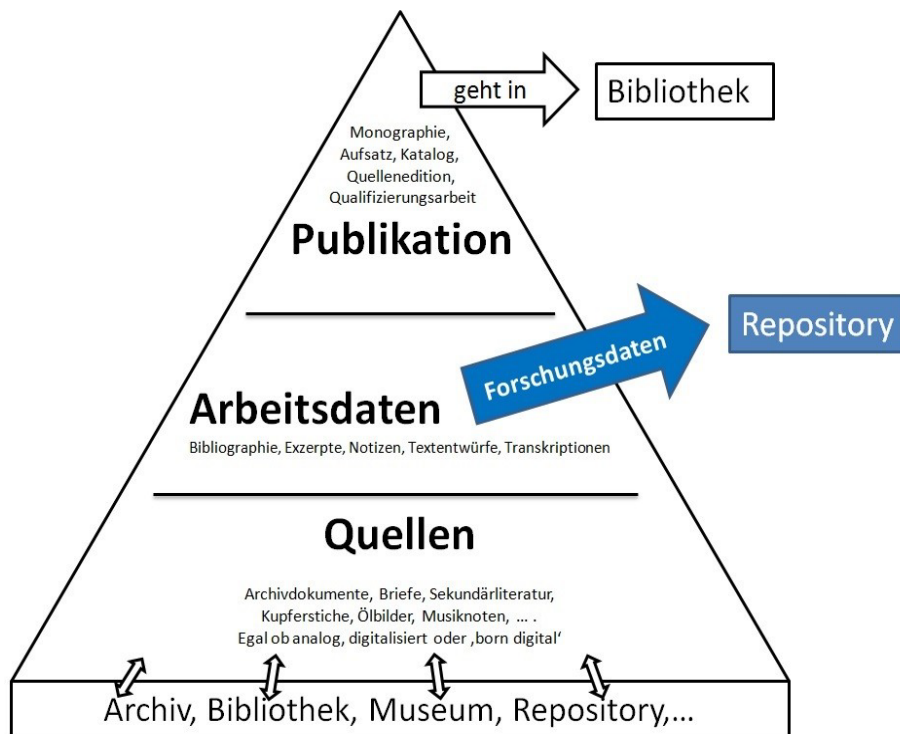 geht in
Bibliothek
Monographie,
Aufsatz, Katalog,
Quellenedition,
Qualifizierungsarbeit
Publikation
Forschungsdaten
Repository
Arbeitsdaten
Bibliographie, Exzerpte, Notizen, Textentwürfe, Transkriptionen
Quellen
Archivdokumente, Briefe, Sekundärliteratur,
Kupferstiche, Ölbilder, Musiknoten, ... .
Egal ob analog, digitalisiert oder ‚born digital‘
Archiv, Bibliothek, Museum, Repository,...